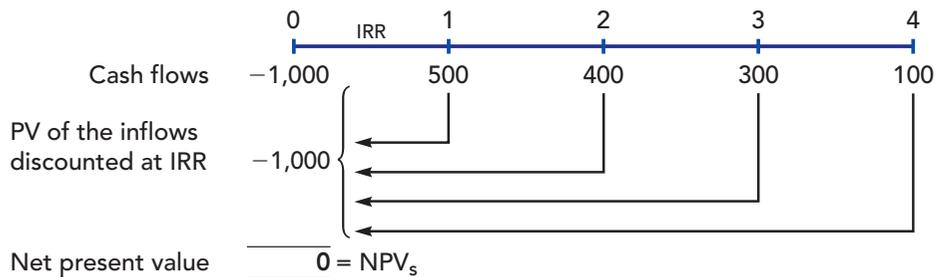 0 1 2 3 4
IRR
Cash flows −1,000 500 400 300 100
PV of the inflows
discounted at IRR −1,000
Net present value 0 = NPVs